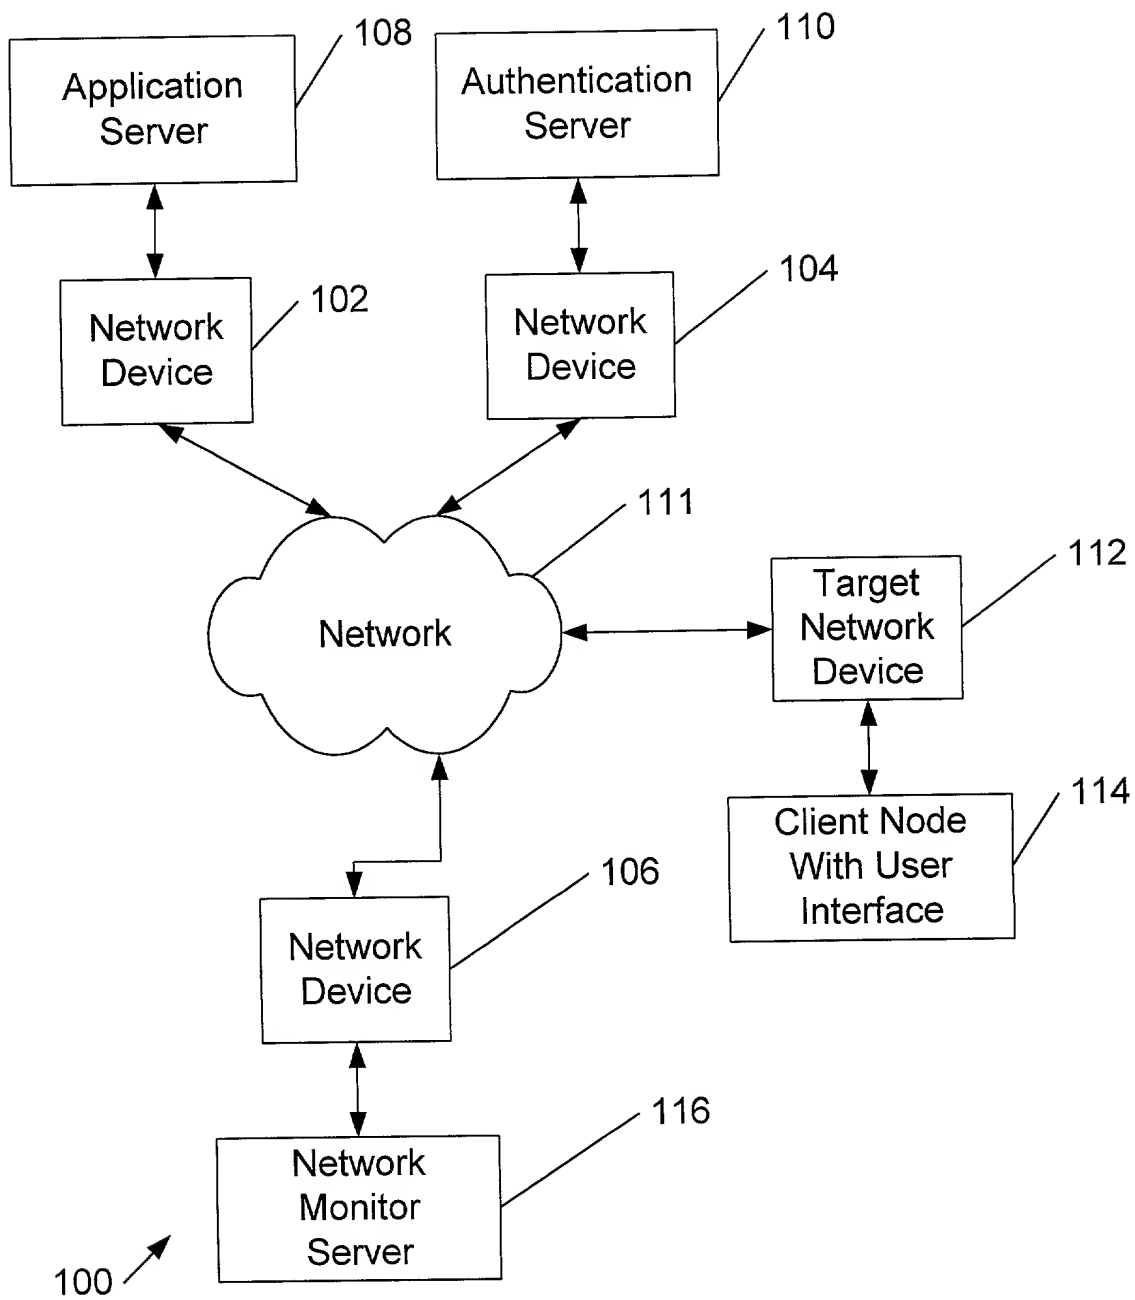 108
Application
Server
110
Authentication
Server
102
Network
Device
104
Network
Device
111
Network
112
Target
Network
Device
114
Client Node
With User
Interface
106
Network
Device
116
Network
Monitor
Server
100